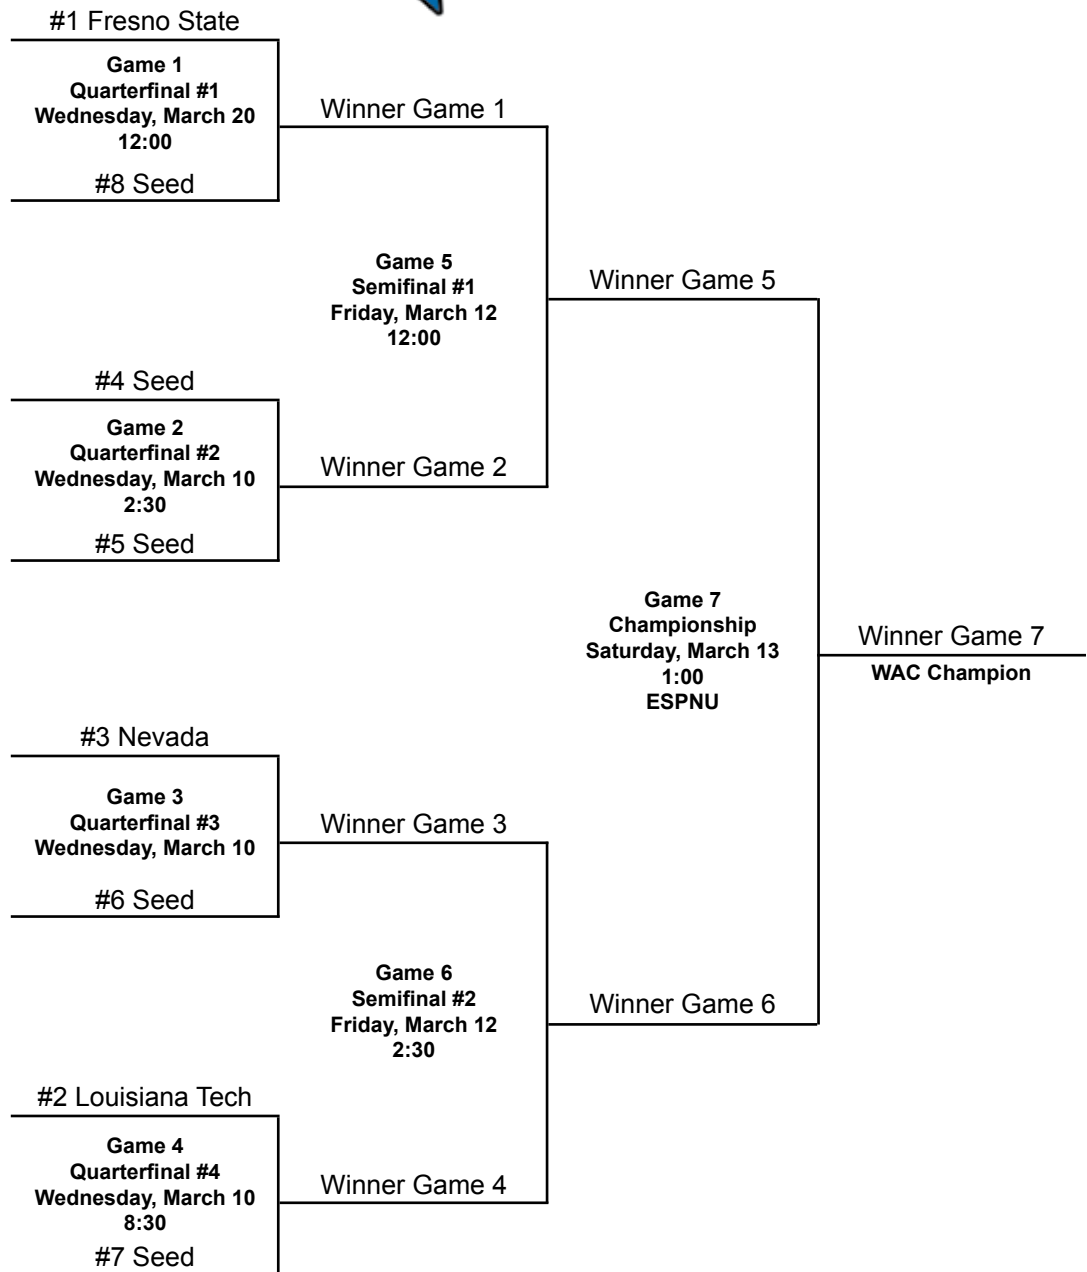 #1 Fresno State
Game 1
Quarterfinal #1
Wednesday, March 20
12:00
#8 Seed
Winner Game 1
Game 5
Semifinal #1
Friday, March 12
12:00
Winner Game 5
#4 Seed
Game 2
Quarterfinal #2
Wednesday, March 10
2:30
#5 Seed
Winner Game 2
Game 7
Championship
Saturday, March 13
1:00
ESPNU
Winner Game 7
WAC Champion
#3 Nevada
Game 3
Quarterfinal #3
Wednesday, March 10
#6 Seed
Winner Game 3
Game 6
Semifinal #2
Friday, March 12
2:30
Winner Game 6
#2 Louisiana Tech
Game 4
Quarterfinal #4
Wednesday, March 10
8:30
#7 Seed
Winner Game 4